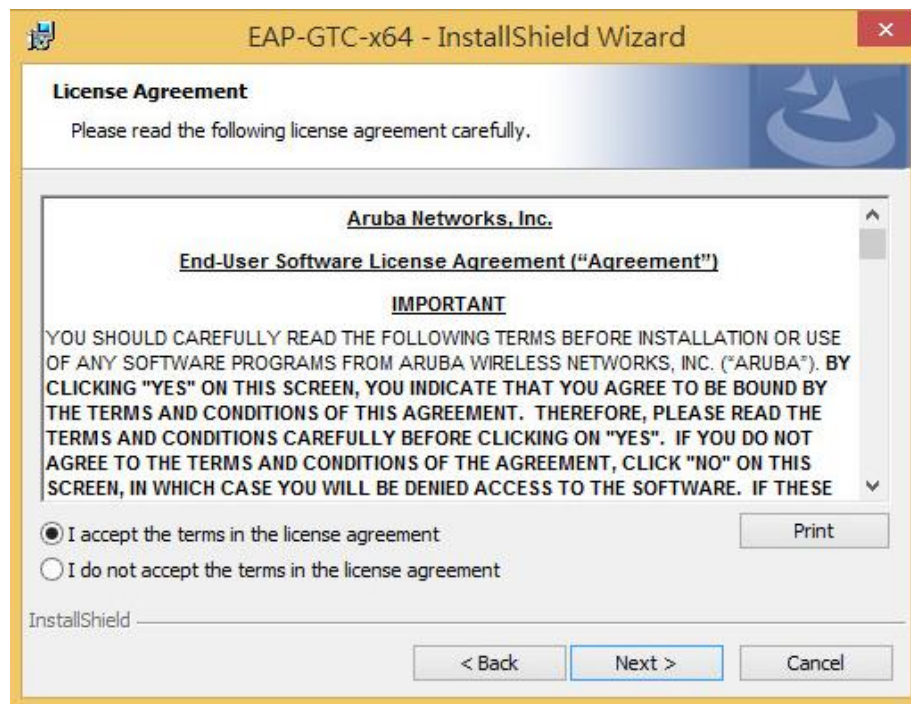 EAP-GTC-x64 - InstallShield Wizard
License Agreement
Please read the following license agreement carefully.
Aruba Networks, Inc.
End-User Software License Agreement (“Agreement”)
IMPORTANT
YOU SHOULD CAREFULLY READ THE FOLLOWING TERMS BEFORE INSTALLATION OR USE
OF ANY SOFTWARE PROGRAMS FROM ARUBA WIRELESS NETWORKS, INC. (“ARUBA”). BY
CLICKING "YES" ON THIS SCREEN, YOU INDICATE THAT YOU AGREE TO BE BOUND BY
THE TERMS AND CONDITIONS OF THIS AGREEMENT. THEREFORE, PLEASE READ THE
TERMS AND CONDITIONS CAREFULLY BEFORE CLICKING ON "YES". IF YOU DO NOT
AGREE TO THE TERMS AND CONDITIONS OF THE AGREEMENT, CLICK "NO" ON THIS
SCREEN, IN WHICH CASE YOU WILL BE DENIED ACCESS TO THE SOFTWARE. IF THESE
I accept the terms in the license agreement
Print
I do not accept the terms in the license agreement
InstallShield
< Back
Next >
Cancel